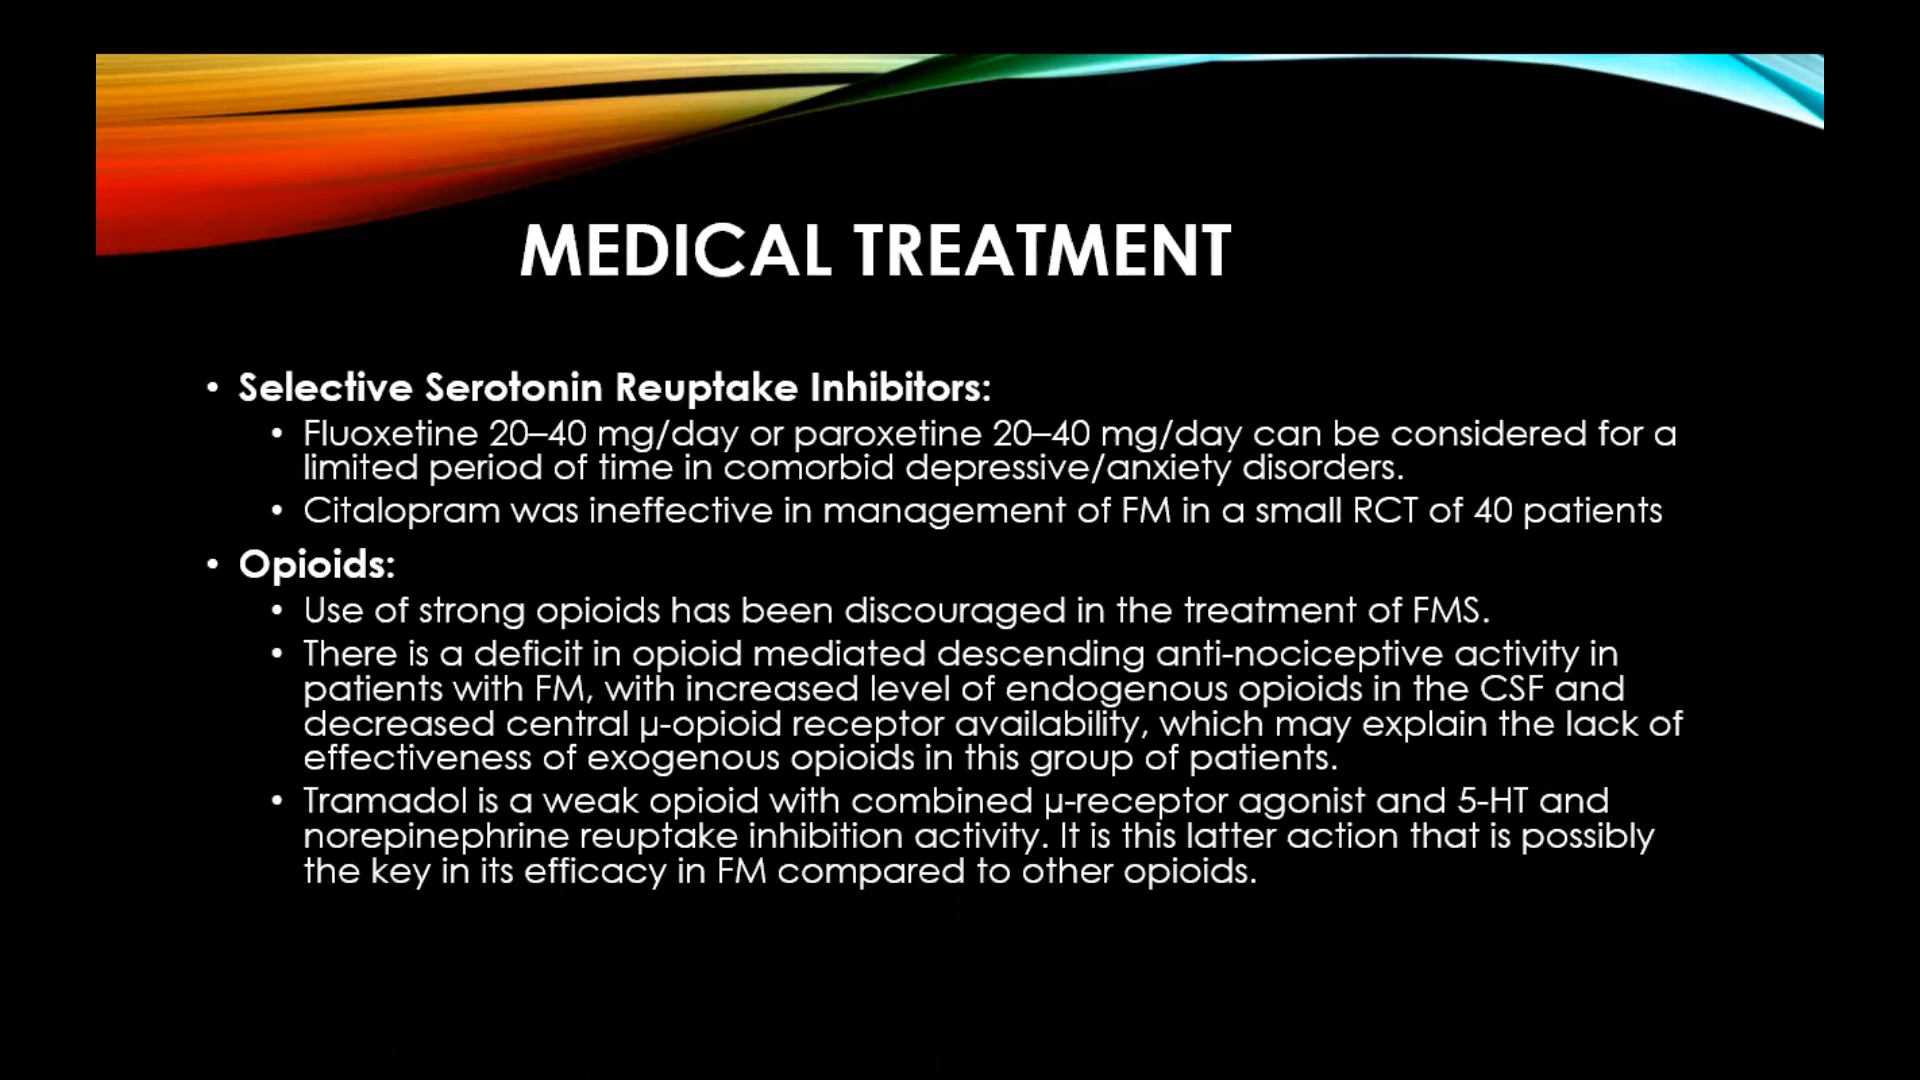 MEDICAL TREATMENT
• Selective Serotonin Reuptake Inhibitors:
• Fluoxetine 20–40 mg/day or paroxetine 20–40 mg/day can be considered for a
limited period of time in comorbid depressive/anxiety disorders.
• Citalopram was ineffective in management of FM in a small RCT of 40 patients
• Opioids:
• Use of strong opioids has been discouraged in the treatment of FMS.
• There is a deficit in opioid mediated descending anti-nociceptive activity in
patients with FM, with increased level of endogenous opioids in the CSF and
decreased central µ-opioid receptor availability, which may explain the lack of
effectiveness of exogenous opioids in this group of patients.
• Tramadol is a weak opioid with combined µ-receptor agonist and 5-HT and
norepinephrine reuptake inhibition activity. It is this latter action that is possibly
the key in its efficacy in FM compared to other opioids.